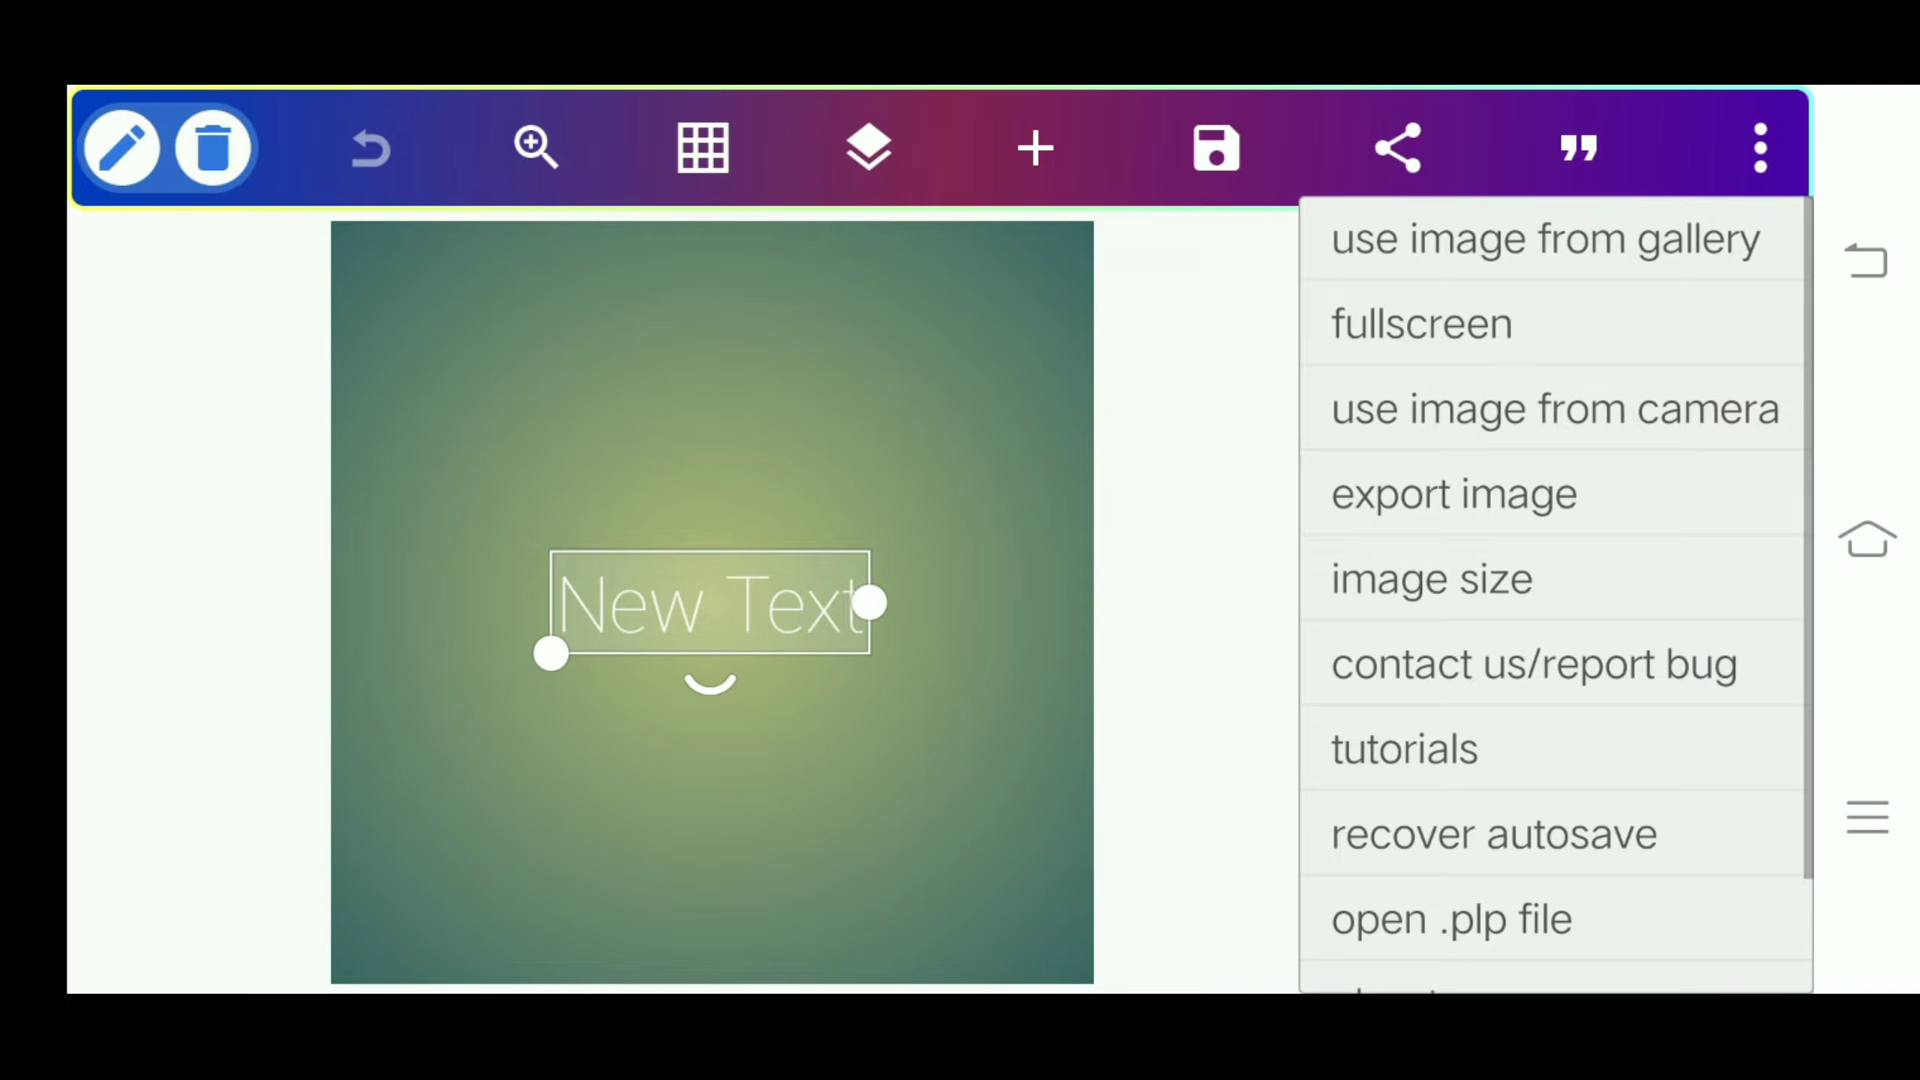 use image from gallery
fullscreen
use image from camera
export image
image size
contact us/report bug
tutorials
recover autosave
open .plp file
New Text